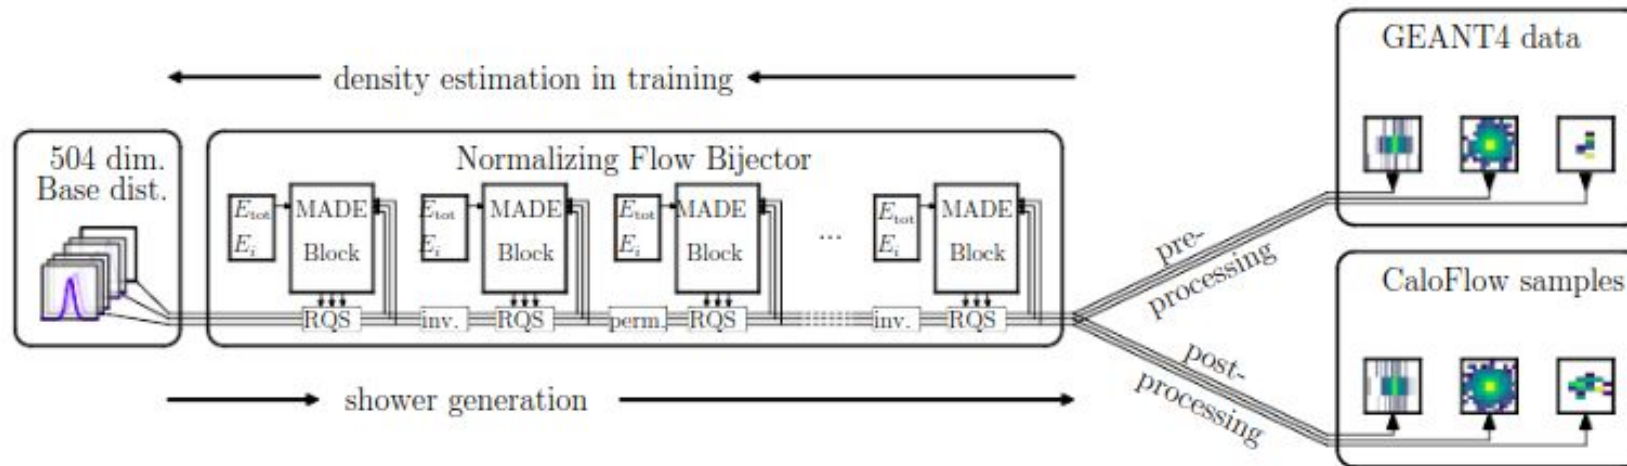 GEANT4 data
density estimation in training
504 dim.
Base dist.
Normalizing Flow Bijector
E_tot
E_i
MADE
Block
E_tot
E_i
MADE
Block
E_tot
E_i
MADE
Block
...
E_tot
E_i
MADE
Block
RQS
inv.
RQS
perm.
RQS
inv.
RQS
pre-
processing
CaloFlow samples
post-
processing
shower generation